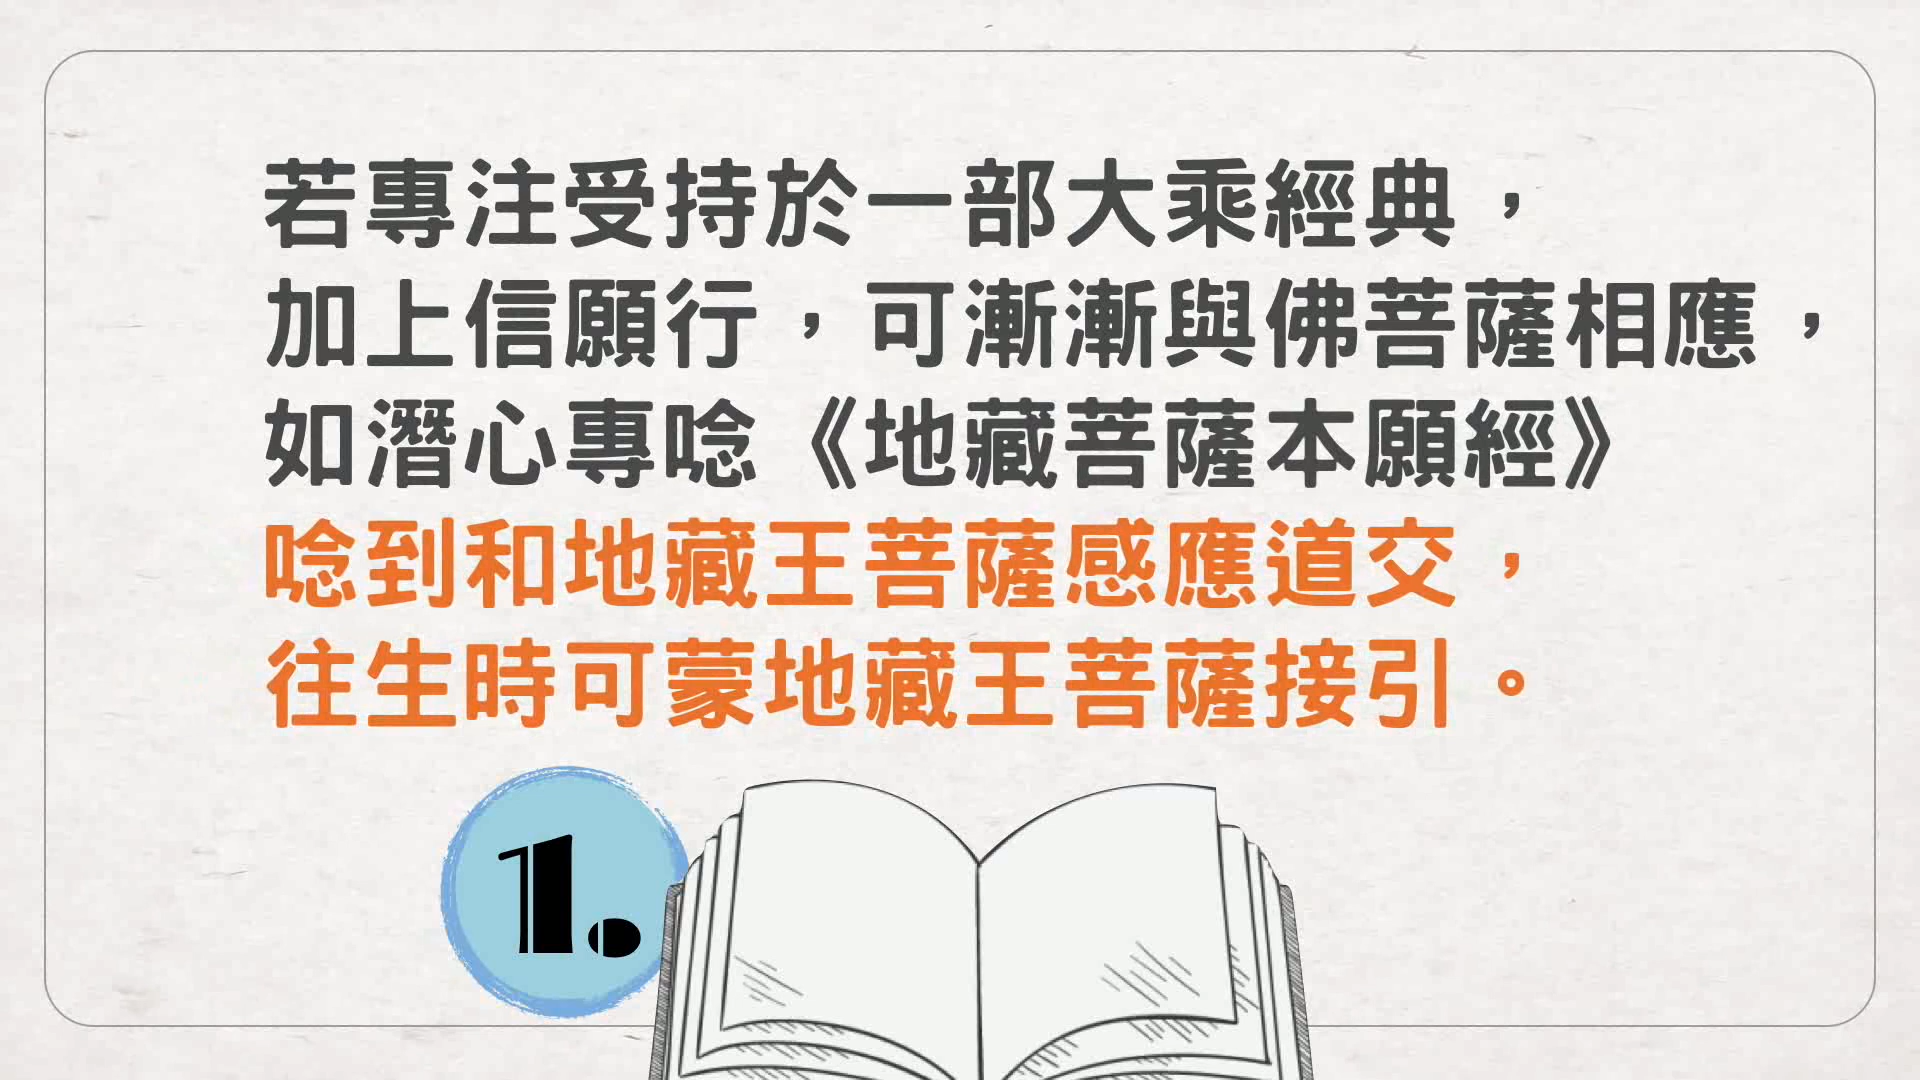 若專注受持於一部大乘經典，
加上信願行，可漸漸與佛菩薩相應，
如潛心專唸《地藏菩薩本願經》
唸到和地藏王菩薩感應道交，
往生時可蒙地藏王菩薩接引。
1.